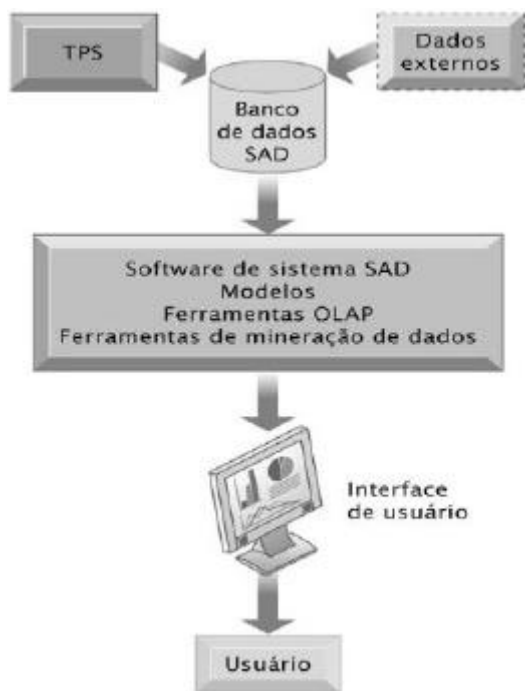 TPS
Dados
externos
Banco
de dados
SAD
Software de sistema SAD
Modelos
Ferramentas OLAP
Ferramentas de mineração de dados
Interface
de usuário
Usuário